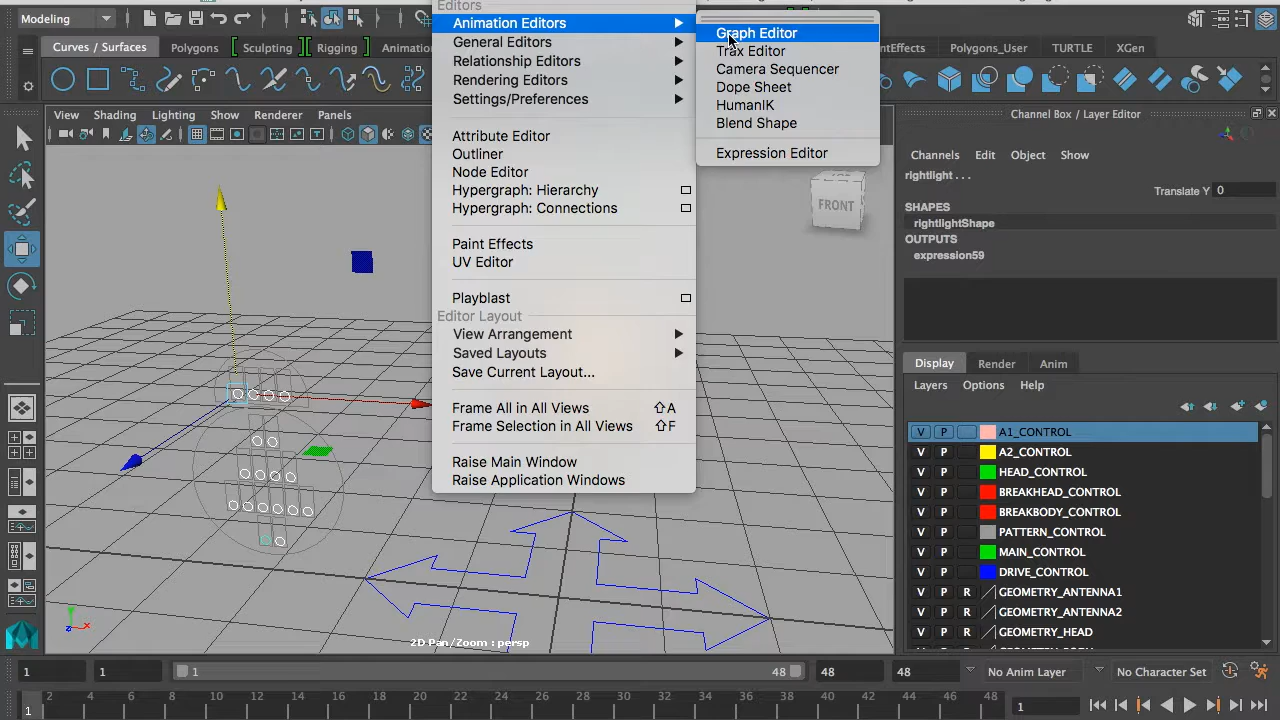 Modeling
Editors
Animation Editors
General Editors
Relationship Editors
Rendering Editors
Settings/Preferences
Attribute Editor
Outliner
Node Editor
Hypergraph: Hierarchy
Hypergraph: Connections
Paint Effects
UV Editor
Playblast
Editor Layout
View Arrangement
Saved Layouts
Save Current Layout...
Frame All in All Views ⇧A
Frame Selection in All Views ⇧F
Raise Main Window
Raise Application Windows
Graph Editor
Trax Editor
Camera Sequencer
Dope Sheet
HumanIK
Blend Shape
Expression Editor
Curves / Surfaces
Polygons
Sculpting
Rigging
Animation
Effects
Polygons_User
TURTLE
XGen
View Shading Lighting Show Renderer Panels
FRONT
2D Pan/Zoom : persp
Channel Box / Layer Editor
Channels Edit Object Show
rightlight . . .
Translate Y 0
SHAPES
rightlightShape
OUTPUTS
expression59
Display Render Anim
Layers Options Help
V P A1_CONTROL
V P A2_CONTROL
V P HEAD_CONTROL
V P BREAKHEAD_CONTROL
V P BREAKBODY_CONTROL
V P PATTERN_CONTROL
V P MAIN_CONTROL
V P DRIVE_CONTROL
V P R GEOMETRY_ANTENNA1
V P R GEOMETRY_ANTENNA2
V P R GEOMETRY_HEAD
1 1 1 48 48 48 No Anim Layer No Character Set
2 4 6 8 10 12 14 16 18 20 22 24 26 28 30 32 34 36 38 40 42 44 46 48
1 1